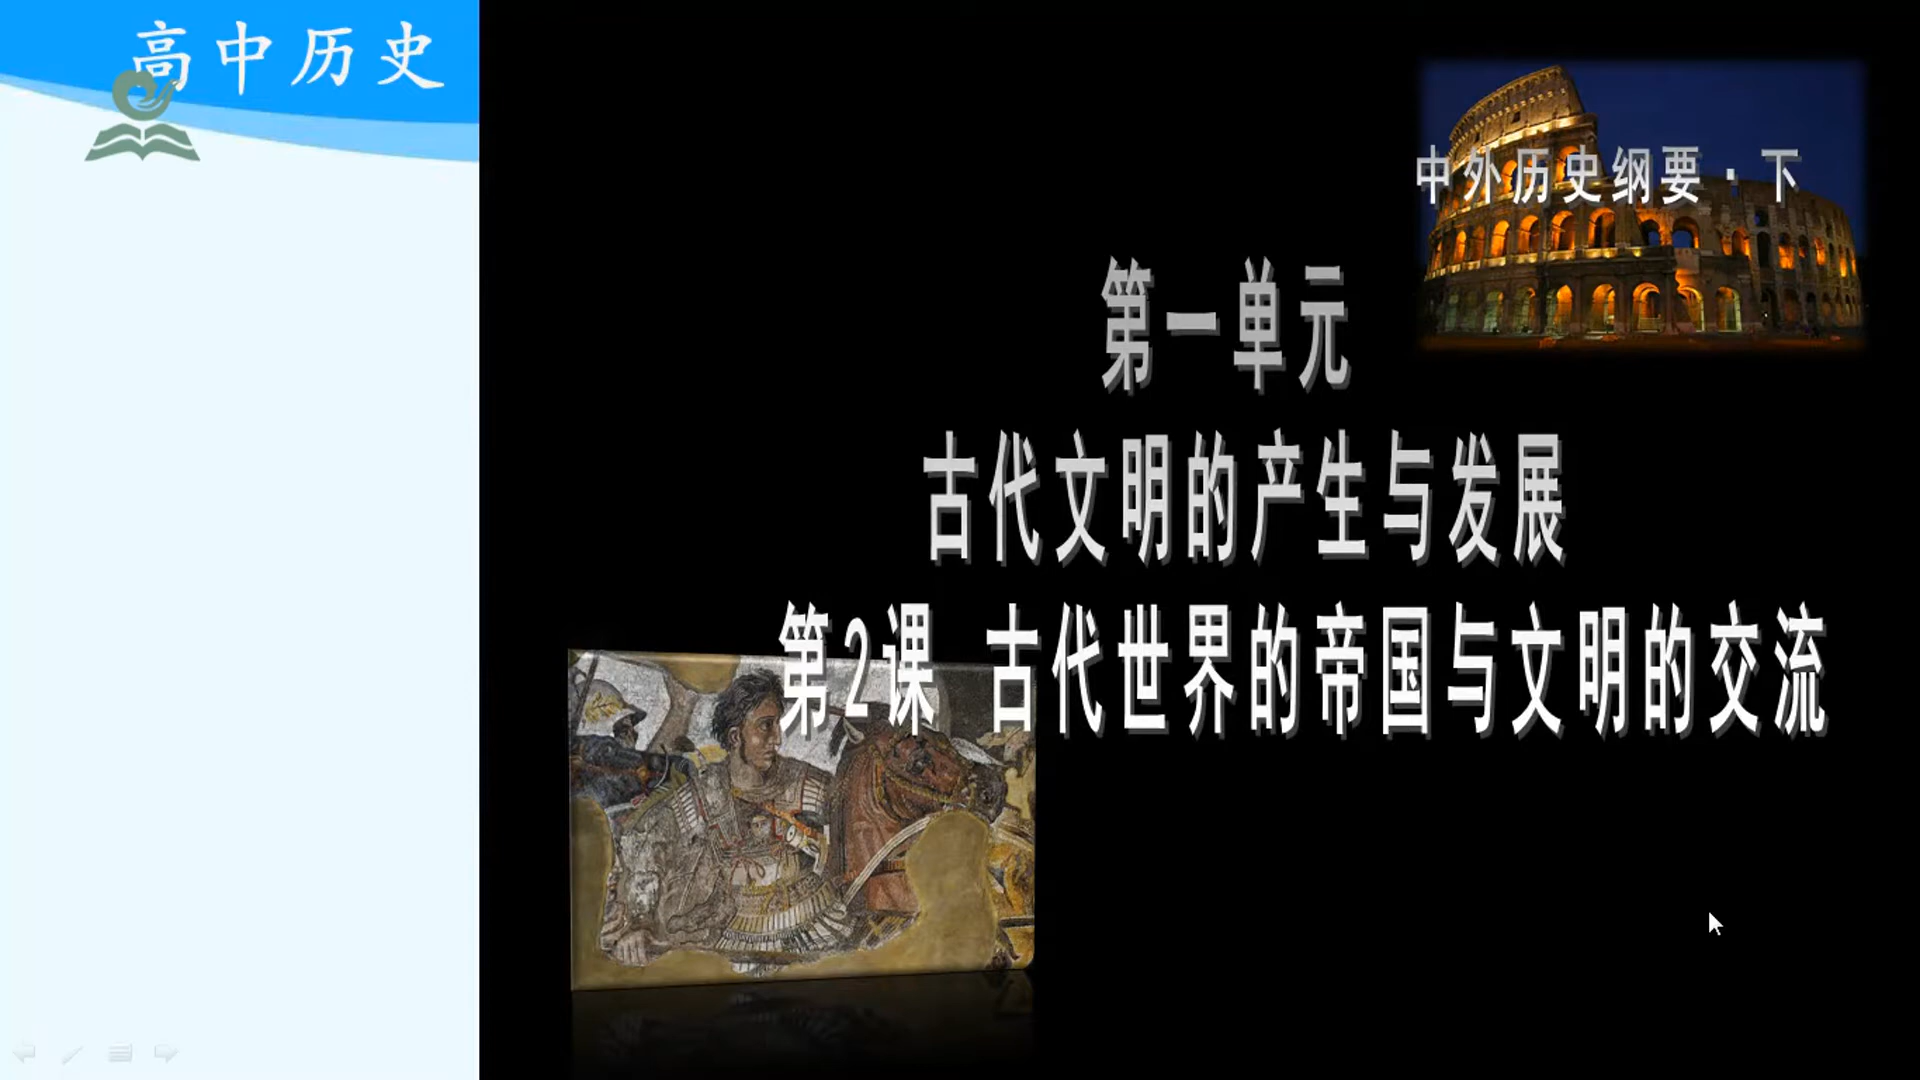 高中历史
中外历史纲要·下
第一单元
古代文明的产生与发展
第2课 古代世界的帝国与文明的交流